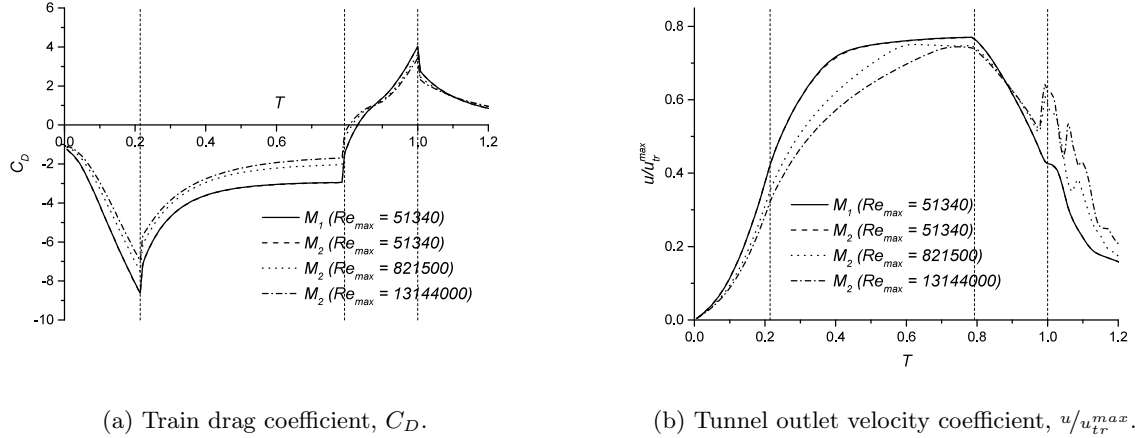 6
4
2
0
-2
-4
-6
-8
-10
C_D
T
0.0
0.2
0.4
0.6
0.8
1.0
1.2
M_1 (Re_max = 51340)
M_2 (Re_max = 51340)
M_2 (Re_max = 821500)
M_2 (Re_max = 13144000)
(a) Train drag coefficient, C_D.
0.8
0.6
0.4
0.2
0.0
u/u_tr^max
0.0
0.2
0.4
0.6
0.8
1.0
1.2
T
M_1 (Re_max = 51340)
M_2 (Re_max = 51340)
M_2 (Re_max = 821500)
M_2 (Re_max = 13144000)
(b) Tunnel outlet velocity coefficient, u/u_tr^max.